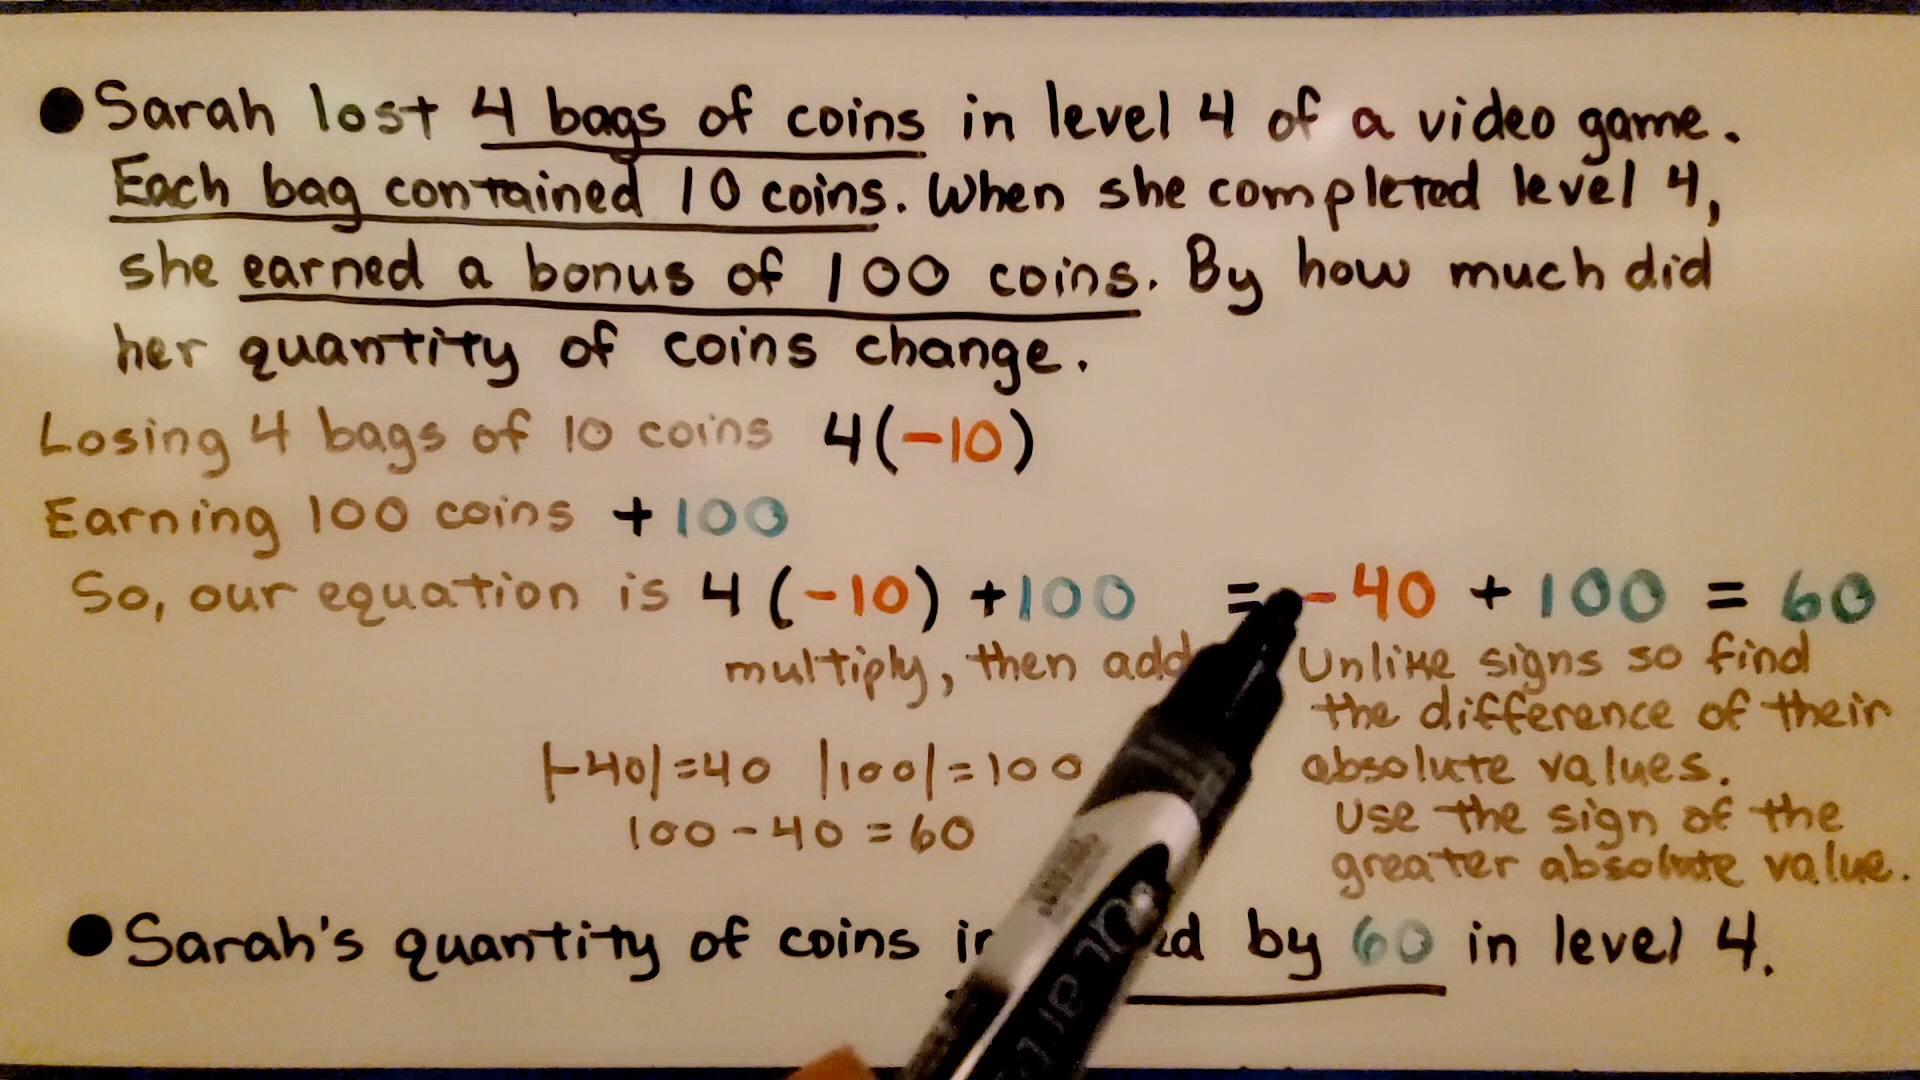 Sarah lost 4 bags of coins in level 4 of a video game.
Each bag contained 10 coins. When she completed level 4,
she earned a bonus of 100 coins. By how much did
her quantity of coins change.
Losing 4 bags of 10 coins 4(-10)
Earning 100 coins +100
So, our equation is 4(-10) +100 = -40 + 100 = 60
multiply, then add
Unlike signs so find
the difference of their
absolute values.
Use the sign of the
greater absolute value.
|-40|=40 |100|=100
100-40=60
Sarah's quantity of coins by 60 in level 4.